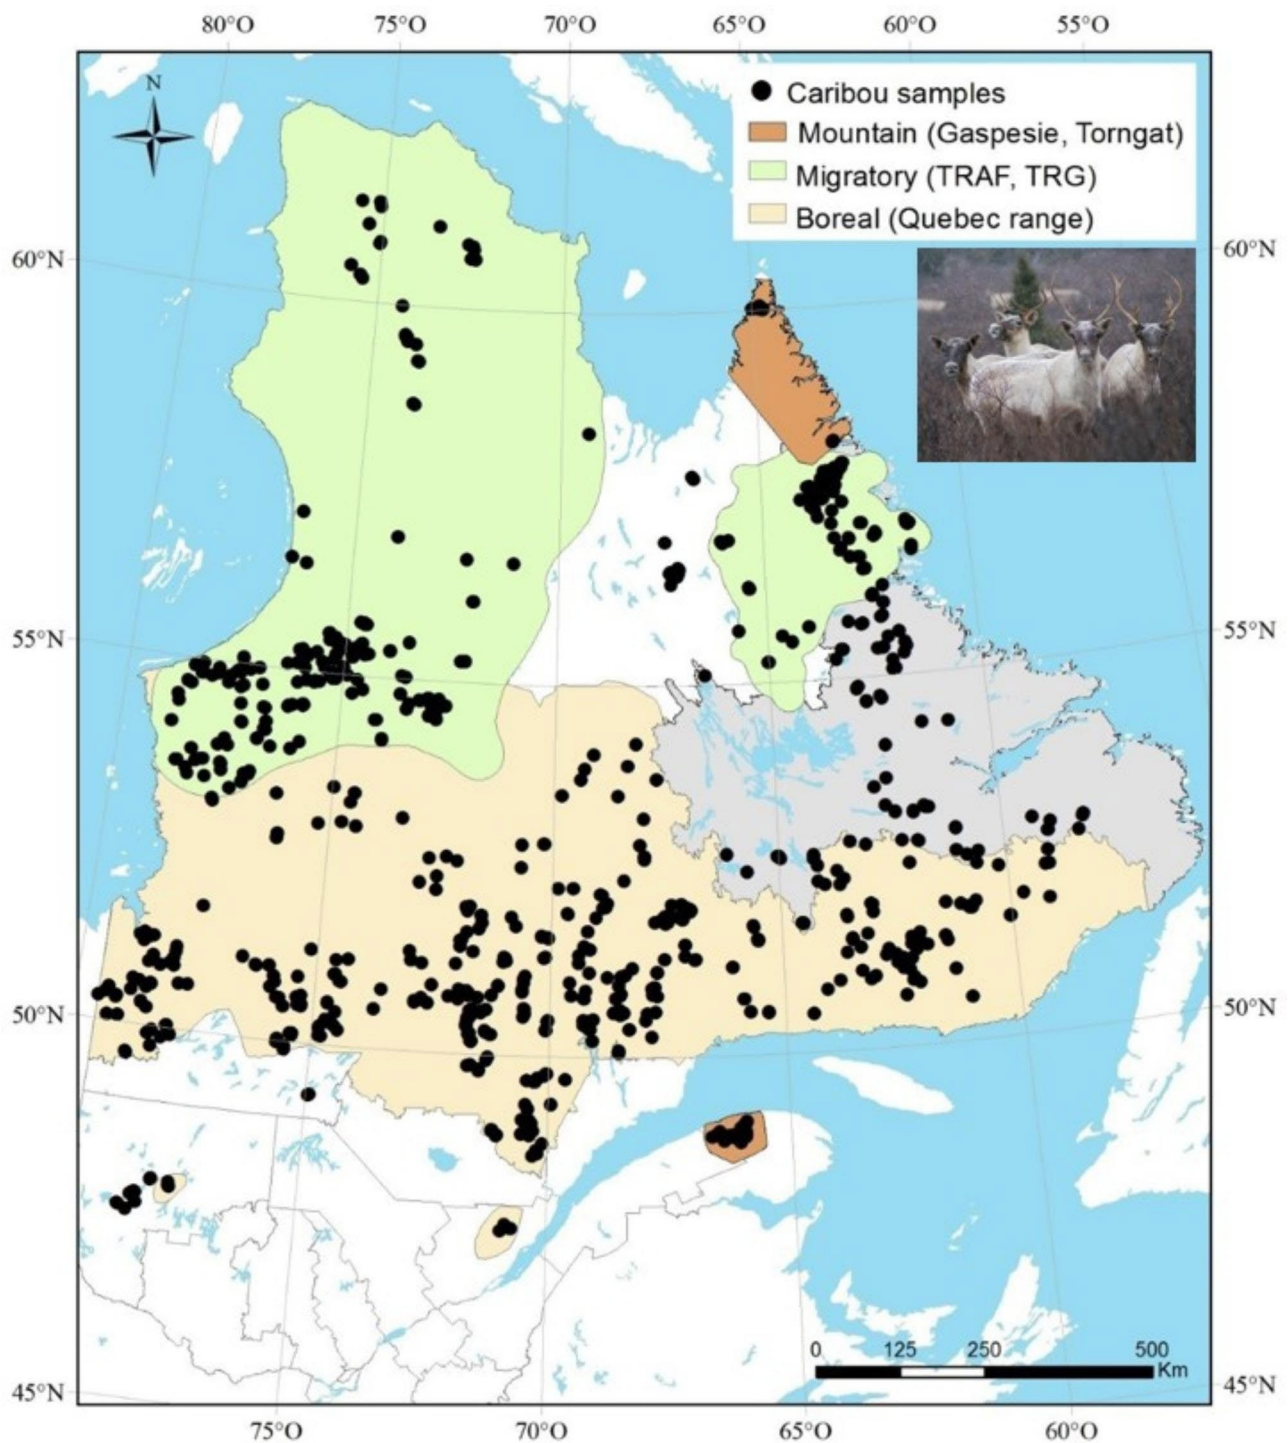 80°O 75°O 70°O 65°O 60°O 55°O
N
Caribou samples
Mountain (Gaspesie, Torngat)
Migratory (TRAF, TRG)
Boreal (Quebec range)
60°N 60°N
55°N 55°N
50°N 50°N
0 125 250 500
Km
45°N 45°N
75°O 70°O 65°O 60°O